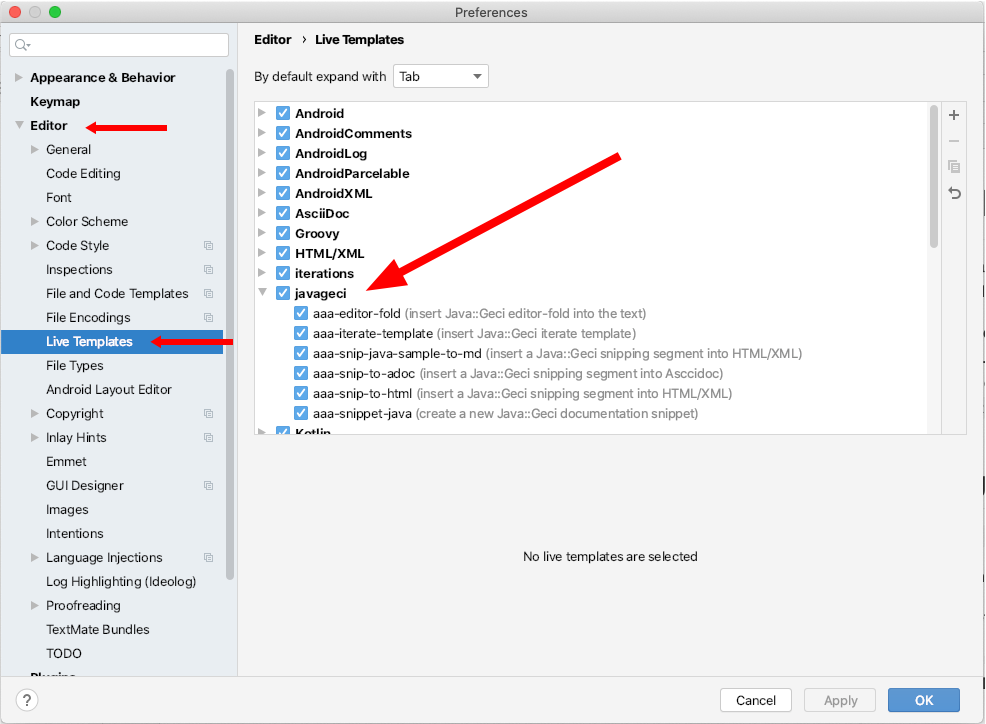 Preferences
Appearance & Behavior
Keymap
Editor
General
Code Editing
Font
Color Scheme
Code Style
Inspections
File and Code Templates
File Encodings
Live Templates
File Types
Android Layout Editor
Copyright
Inlay Hints
Emmet
GUI Designer
Images
Intentions
Language Injections
Log Highlighting (Ideolog)
Proofreading
TextMate Bundles
TODO
Plugins
Editor › Live Templates
By default expand with Tab
Android
AndroidComments
AndroidLog
AndroidParcelable
AndroidXML
AsciiDoc
Groovy
HTML/XML
iterations
javageci
aaa-editor-fold (insert Java::Geci editor-fold into the text)
aaa-iterate-template (insert Java::Geci iterate template)
aaa-snip-java-sample-to-md (insert a Java::Geci snipping segment into HTML/XML)
aaa-snip-to-adoc (insert a Java::Geci snipping segment into Asccidoc)
aaa-snip-to-html (insert a Java::Geci snipping segment into HTML/XML)
aaa-snippet-java (create a new Java::Geci documentation snippet)
Kotlin
No live templates are selected
?
Cancel Apply OK